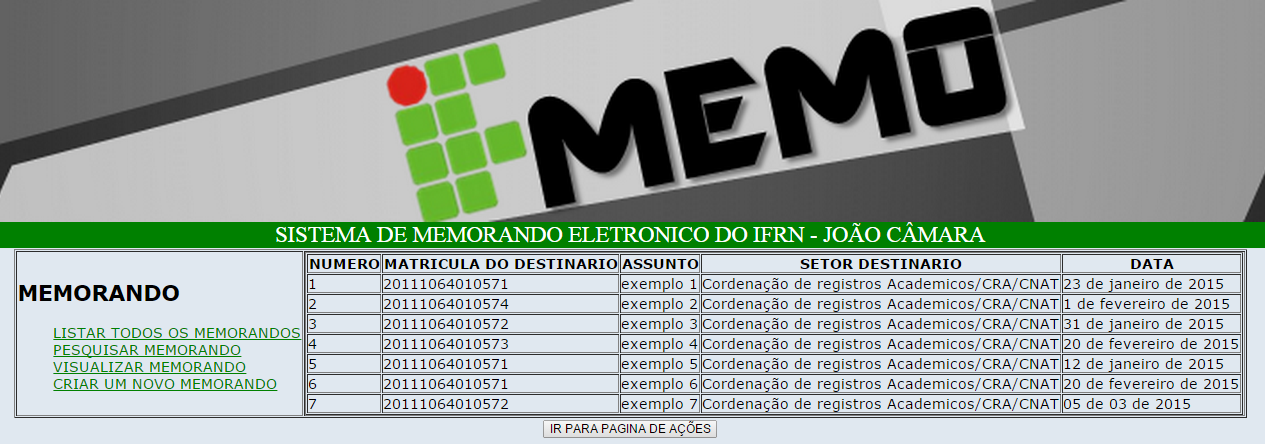 MEMO
SISTEMA DE MEMORANDO ELETRONICO DO IFRN - JOÃO CÂMARA
MEMORANDO
LISTAR TODOS OS MEMORANDOS
PESQUISAR MEMORANDO
VISUALIZAR MEMORANDO
CRIAR UM NOVO MEMORANDO
NUMERO MATRICULA DO DESTINARIO ASSUNTO SETOR DESTINARIO DATA
1 20111064010571 exemplo 1 Cordenação de registros Academicos/CRA/CNAT 23 de janeiro de 2015
2 20111064010574 exemplo 2 Cordenação de registros Academicos/CRA/CNAT 1 de fevereiro de 2015
3 20111064010572 exemplo 3 Cordenação de registros Academicos/CRA/CNAT 31 de janeiro de 2015
4 20111064010573 exemplo 4 Cordenação de registros Academicos/CRA/CNAT 20 de fevereiro de 2015
5 20111064010571 exemplo 5 Cordenação de registros Academicos/CRA/CNAT 12 de janeiro de 2015
6 20111064010571 exemplo 6 Cordenação de registros Academicos/CRA/CNAT 20 de fevereiro de 2015
7 20111064010572 exemplo 7 Cordenação de registros Academicos/CRA/CNAT 05 de 03 de 2015
IR PARA PAGINA DE AÇÕES